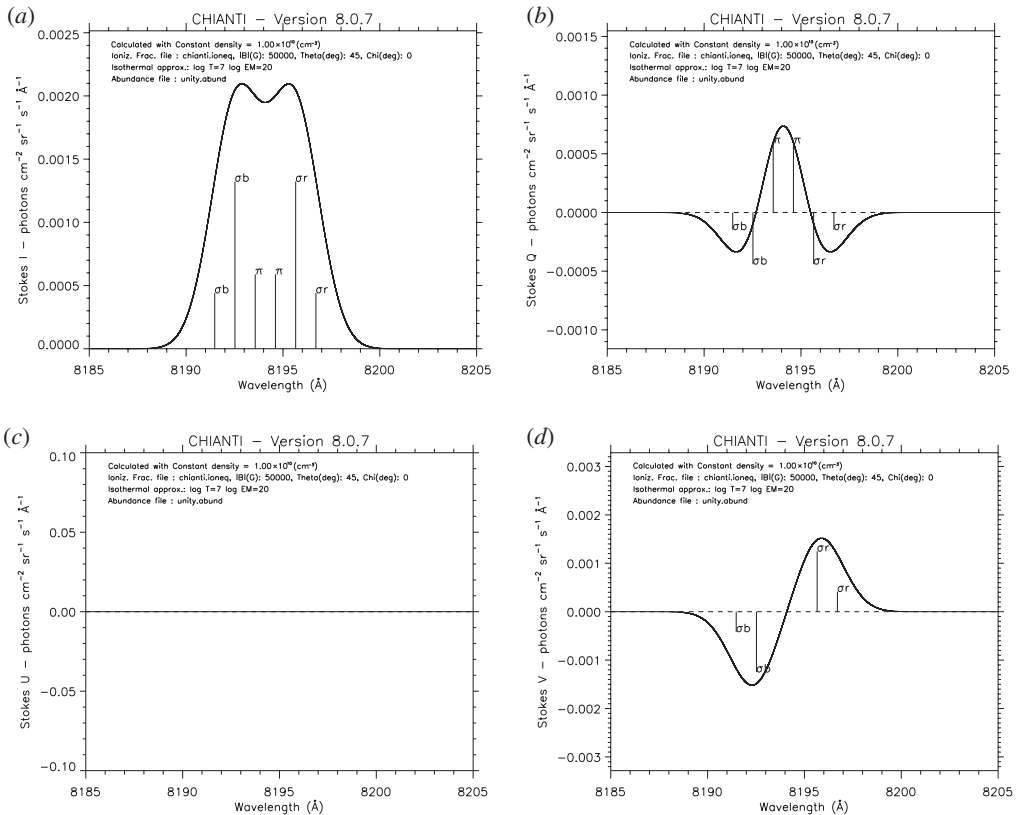 (a)
CHIANTI – Version 8.0.7
Calculated with Constant density = 1.00×10¹⁰(cm⁻³)
Ioniz. Frac. file : chianti.ioneq, |B|(G): 50000, Theta(deg): 45, Chi(deg): 0
Isothermal approx.: log T=7 log EM=20
Abundance file : unity.abund
Stokes I – photons cm⁻² sr⁻¹ s⁻¹ Å⁻¹
0.0025
0.0020
0.0015
0.0010
0.0005
0.0000
σb
σb
π
π
σr
σr
8185 8190 8195 8200 8205
Wavelength (Å)
(b)
CHIANTI – Version 8.0.7
Calculated with Constant density = 1.00×10¹⁰(cm⁻³)
Ioniz. Frac. file : chianti.ioneq, |B|(G): 50000, Theta(deg): 45, Chi(deg): 0
Isothermal approx.: log T=7 log EM=20
Abundance file : unity.abund
Stokes Q – photons cm⁻² sr⁻¹ s⁻¹ Å⁻¹
0.0015
0.0010
0.0005
0.0000
−0.0005
−0.0010
σb
σb
π
π
σr
σr
8185 8190 8195 8200 8205
Wavelength (Å)
(c)
CHIANTI – Version 8.0.7
Calculated with Constant density = 1.00×10¹⁰(cm⁻³)
Ioniz. Frac. file : chianti.ioneq, |B|(G): 50000, Theta(deg): 45, Chi(deg): 0
Isothermal approx.: log T=7 log EM=20
Abundance file : unity.abund
Stokes U – photons cm⁻² sr⁻¹ s⁻¹ Å⁻¹
0.10
0.05
0.00
−0.05
−0.10
8185 8190 8195 8200 8205
Wavelength (Å)
(d)
CHIANTI – Version 8.0.7
Calculated with Constant density = 1.00×10¹⁰(cm⁻³)
Ioniz. Frac. file : chianti.ioneq, |B|(G): 50000, Theta(deg): 45, Chi(deg): 0
Isothermal approx.: log T=7 log EM=20
Abundance file : unity.abund
Stokes V – photons cm⁻² sr⁻¹ s⁻¹ Å⁻¹
0.003
0.002
0.001
0.000
−0.001
−0.002
−0.003
σb
σb
σr
σr
8185 8190 8195 8200 8205
Wavelength (Å)